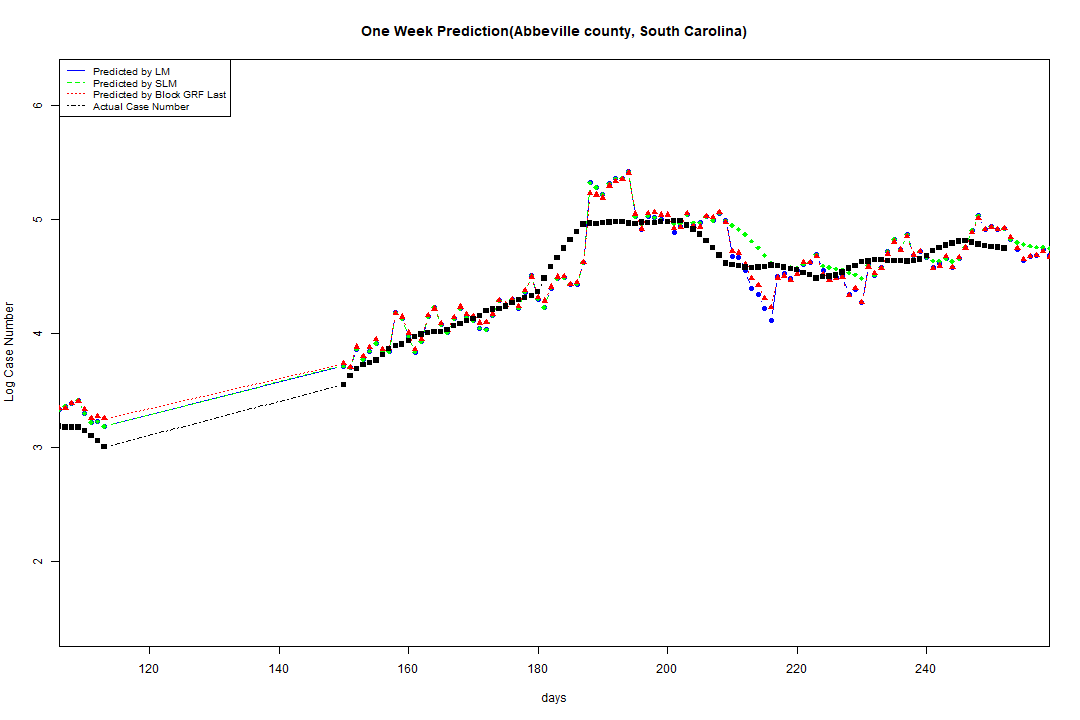 One Week Prediction(Abbeville county, South Carolina)
Predicted by LM
Predicted by SLM
Predicted by Block GRF Last
Actual Case Number
6
5
4
3
2
Log Case Number
120 140 160 180 200 220 240
days